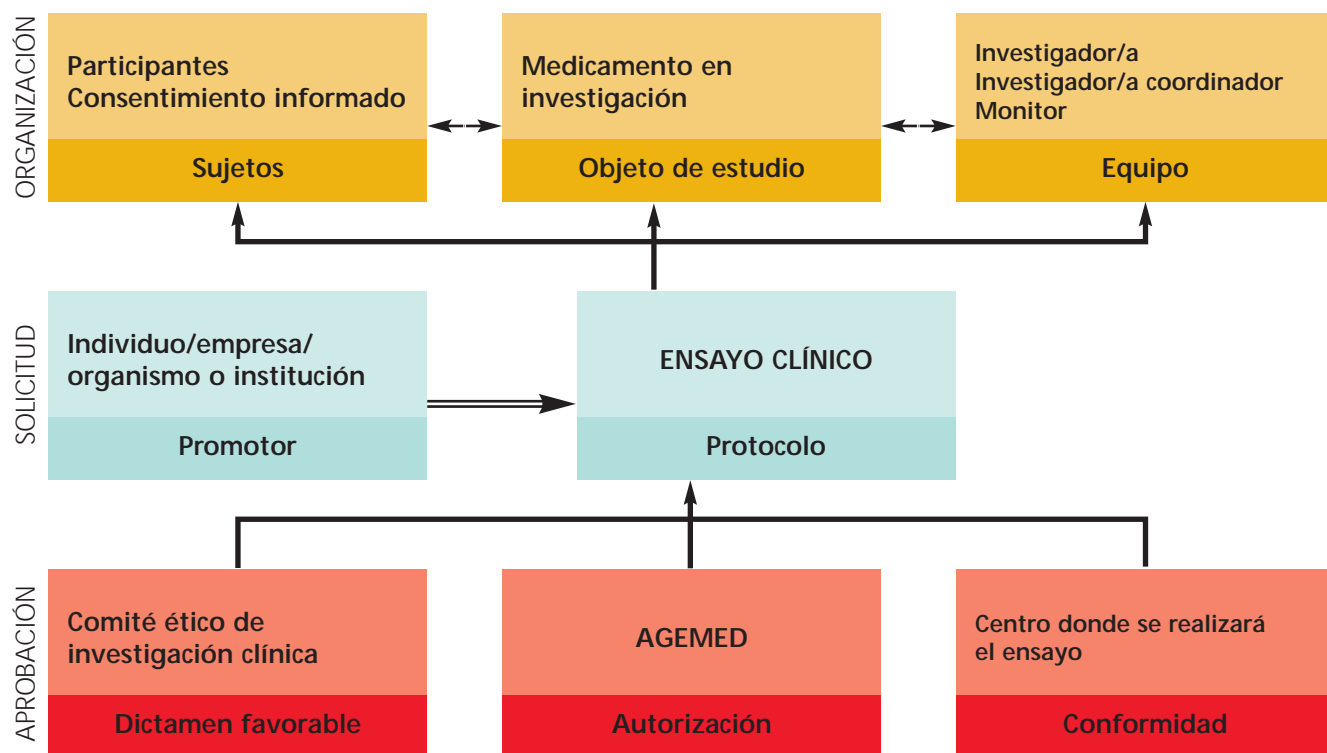 ORGANIZACIÓN
Participantes
Consentimiento informado
Sujetos
Medicamento en
investigación
Objeto de estudio
Investigador/a
Investigador/a coordinador
Monitor
Equipo
SOLICITUD
Individuo/empresa/
organismo o institución
Promotor
ENSAYO CLÍNICO
Protocolo
APROBACIÓN
Comité ético de
investigación clínica
Dictamen favorable
AGEMED
Autorización
Centro donde se realizará
el ensayo
Conformidad